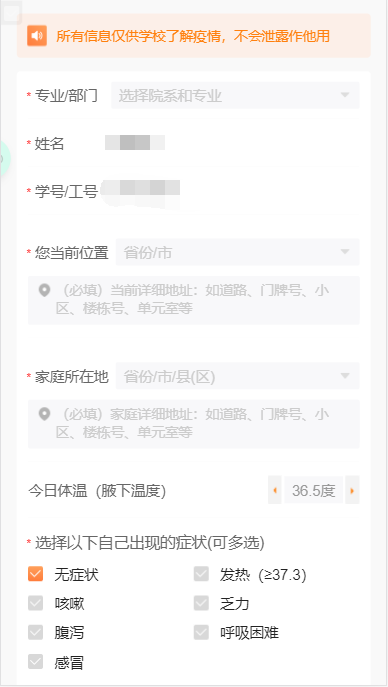 所有信息仅供学校了解疫情，不会泄露作他用
* 专业/部门 选择院系和专业
* 姓名
* 学号/工号
* 您当前位置 省份/市
（必填）当前详细地址：如道路、门牌号、小
区、楼栋号、单元室等
* 家庭所在地 省份/市/县(区)
（必填）家庭详细地址：如道路、门牌号、小
区、楼栋号、单元室等
今日体温（腋下温度） 36.5度
* 选择以下自己出现的症状(可多选)
无症状 发热（≥37.3）
咳嗽 乏力
腹泻 呼吸困难
感冒